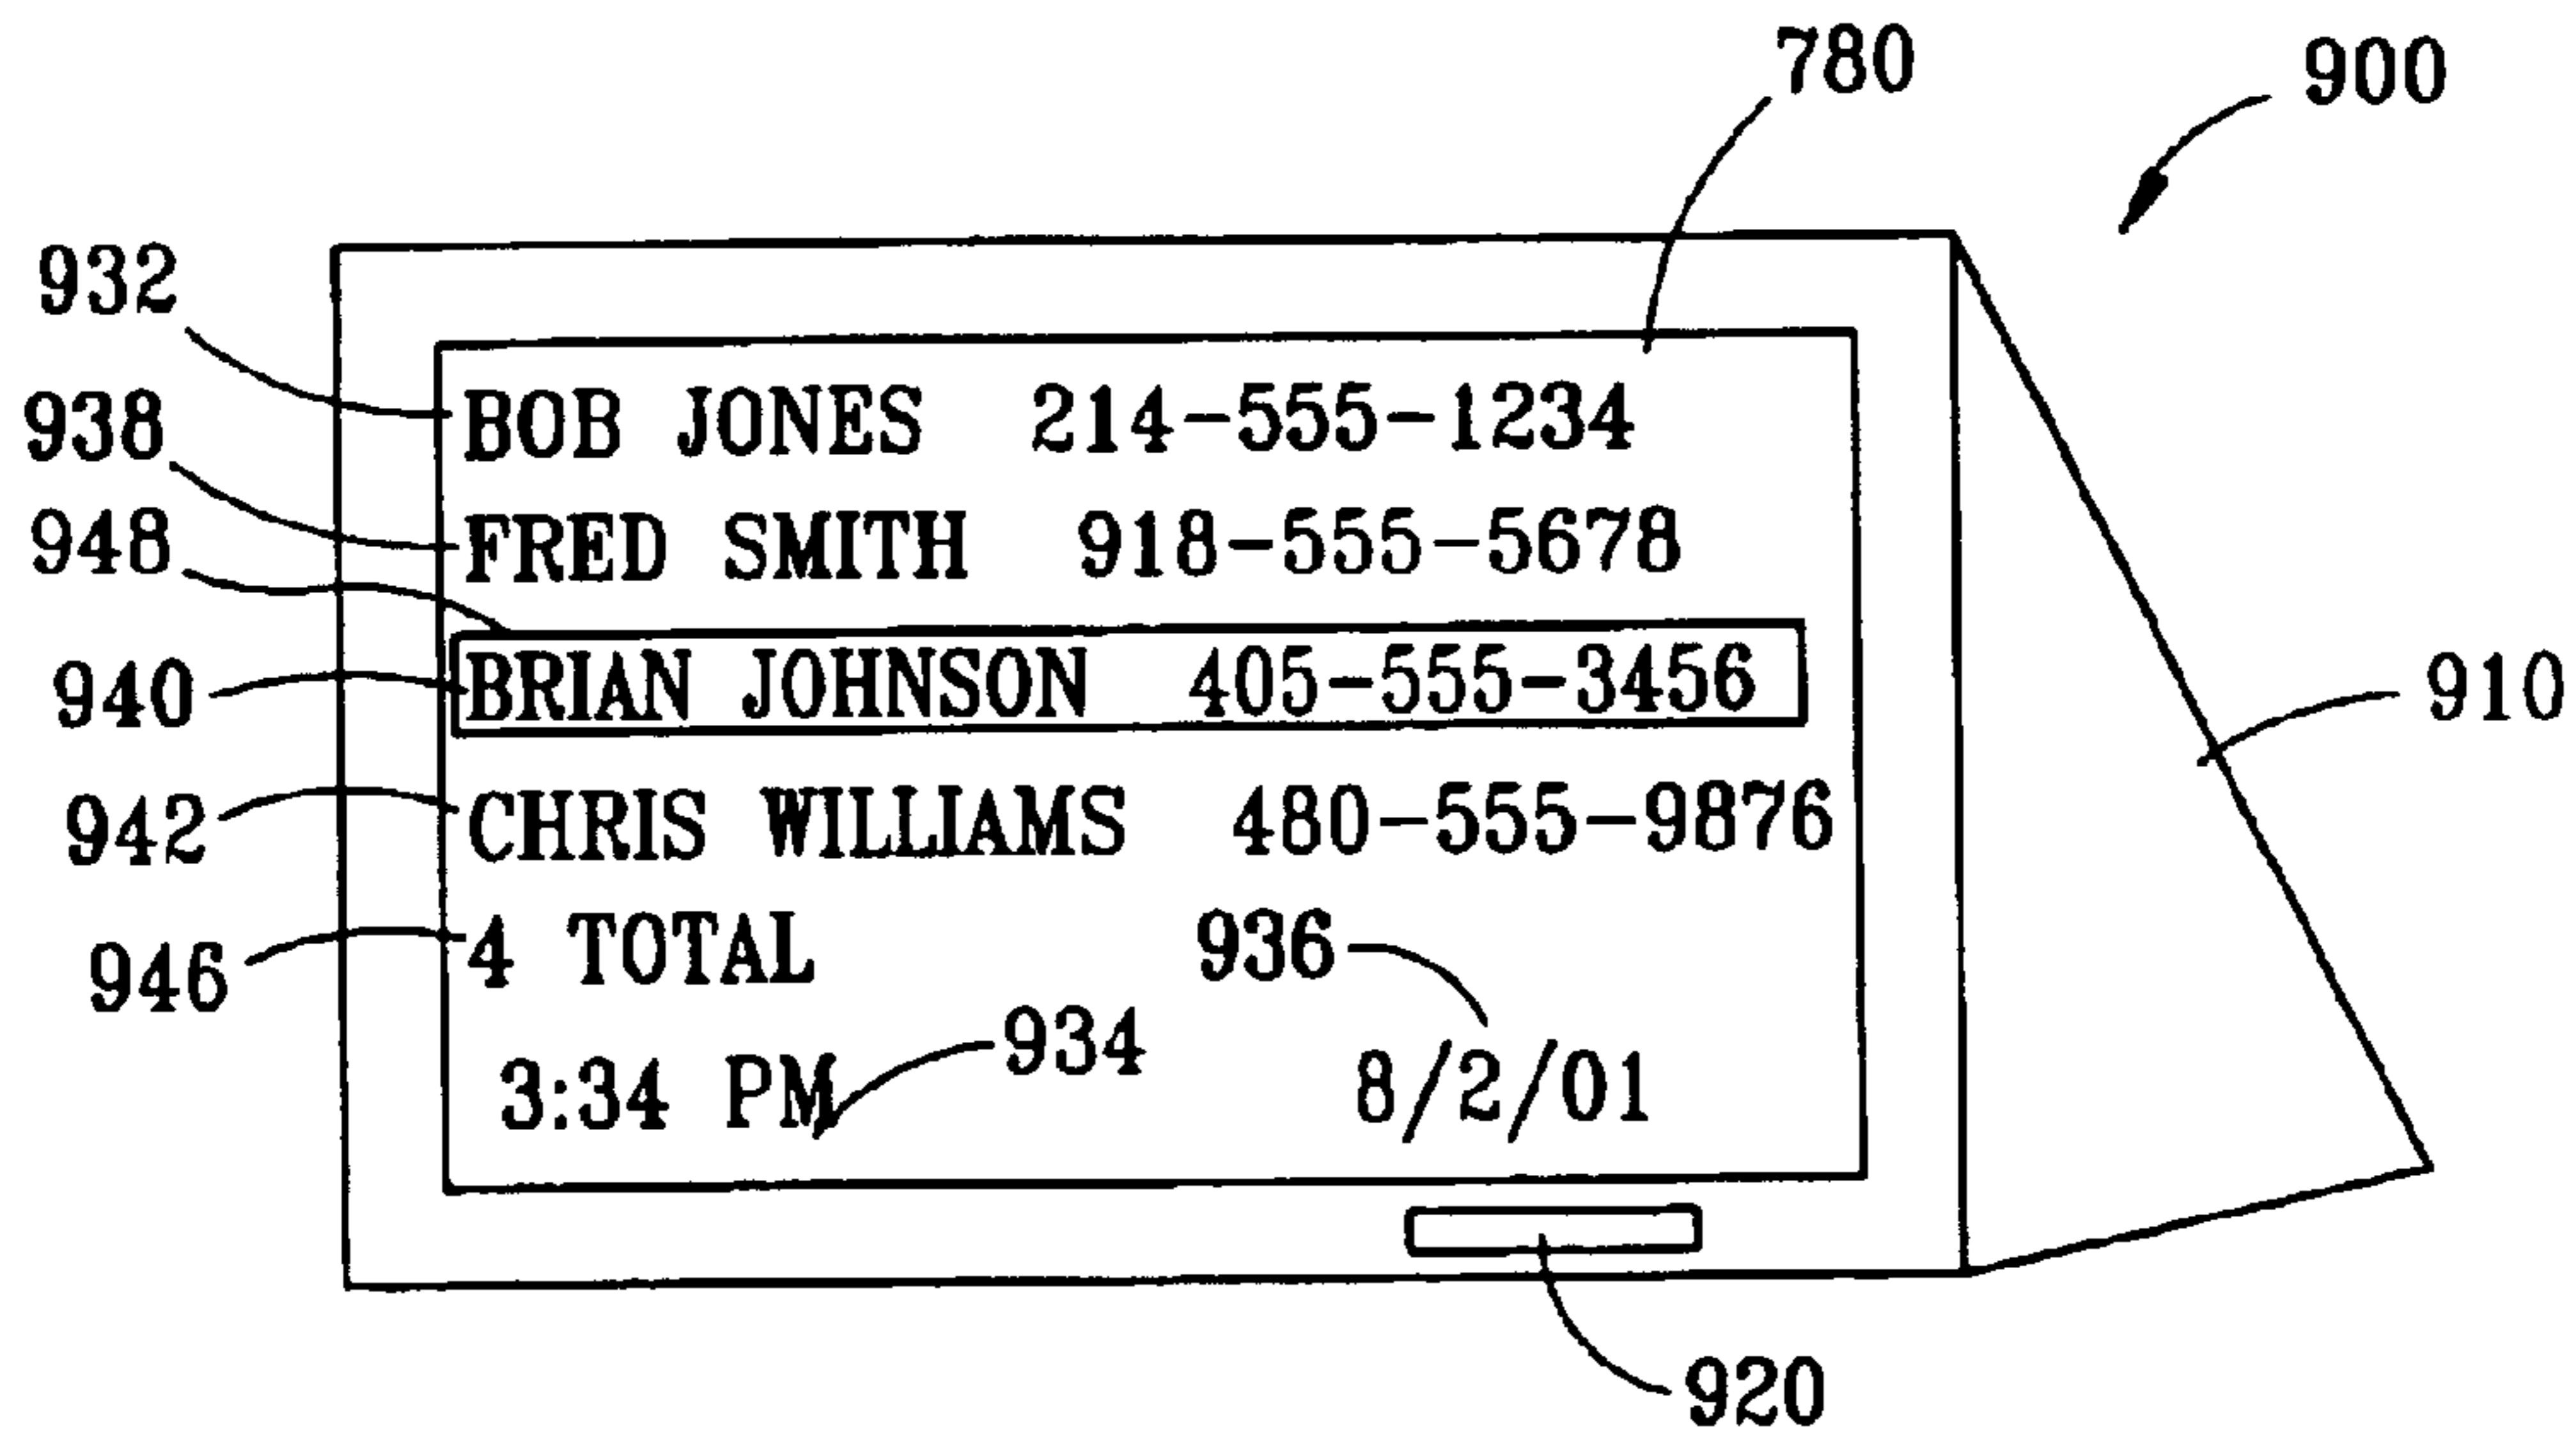 780
900
932
BOB JONES 214-555-1234
938
FRED SMITH 918-555-5678
948
940
BRIAN JOHNSON 405-555-3456
910
942
CHRIS WILLIAMS 480-555-9876
946
4 TOTAL
936
934
3:34 PM
8/2/01
920